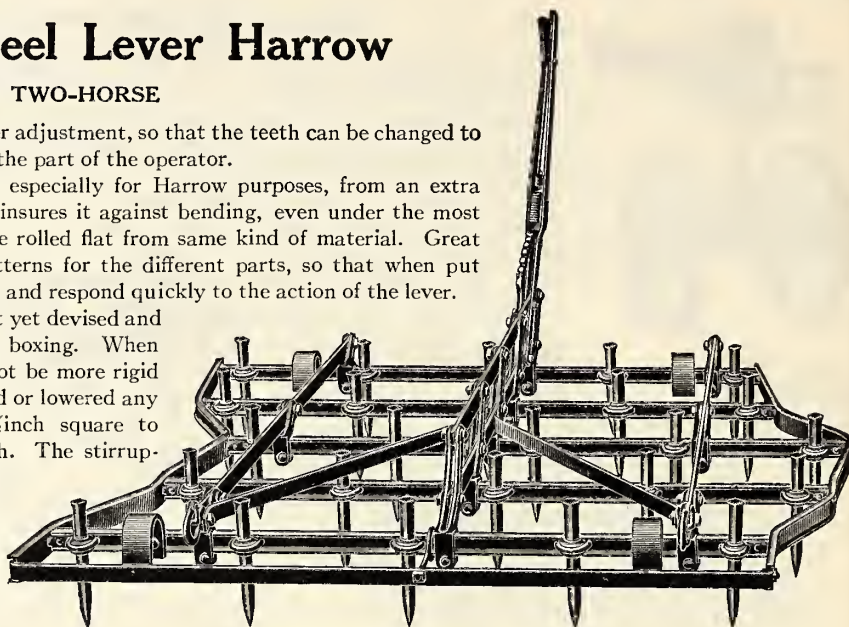 eel Lever Harrow
TWO-HORSE
r adjustment, so that the teeth can be changed to
the part of the operator.
especially for Harrow purposes, from an extra
insures it against bending, even under the most
e rolled flat from same kind of material. Great
tterns for the different parts, so that when put
and respond quickly to the action of the lever.
t yet devised and
boxing. When
ot be more rigid
d or lowered any
inch square to
h. The stirrup-